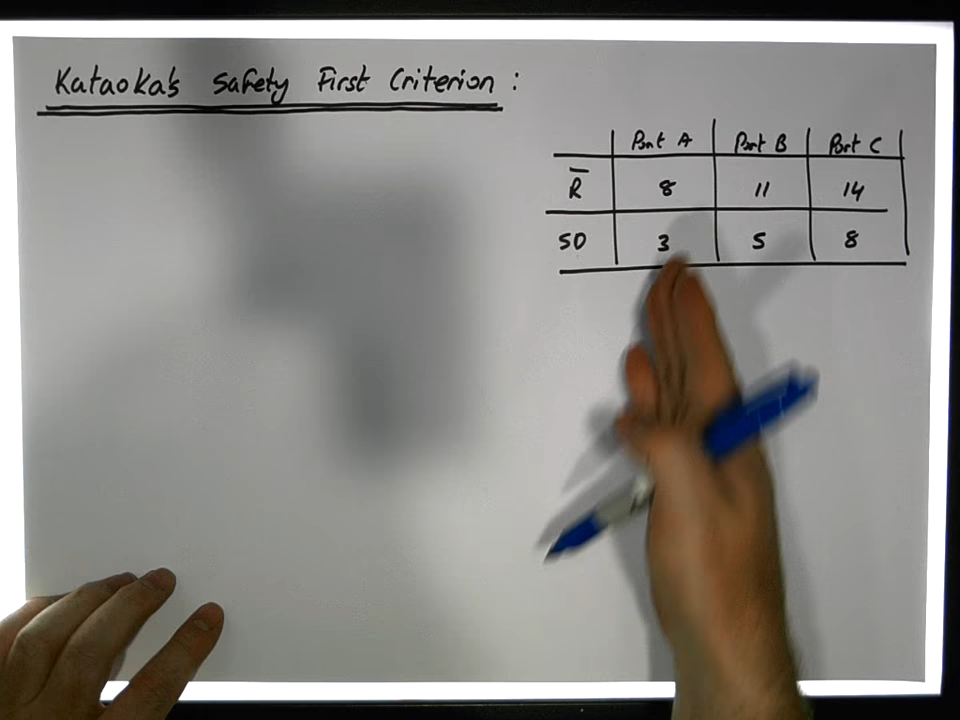 Kataoka's Safety First Criterion :
Port A Port B Port C
R̅ 8 11 14
SD 3 5 8